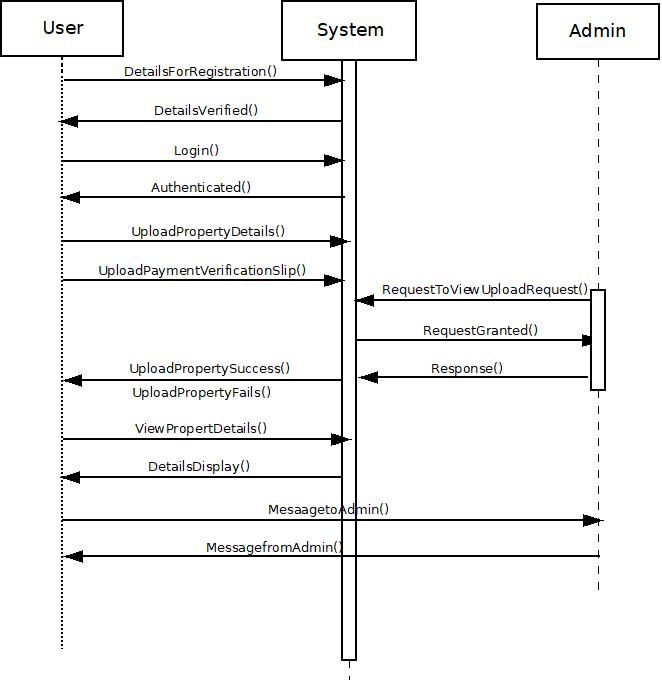 User
System
Admin
DetailsForRegistration()
DetailsVerified()
Login()
Authenticated()
UploadPropertyDetails()
UploadPaymentVerificationSlip()
RequestToViewUploadRequest()
RequestGranted()
UploadPropertySuccess()
Response()
UploadPropertyFails()
ViewPropertDetails()
DetailsDisplay()
MesaagetoAdmin()
MessagefromAdmin()